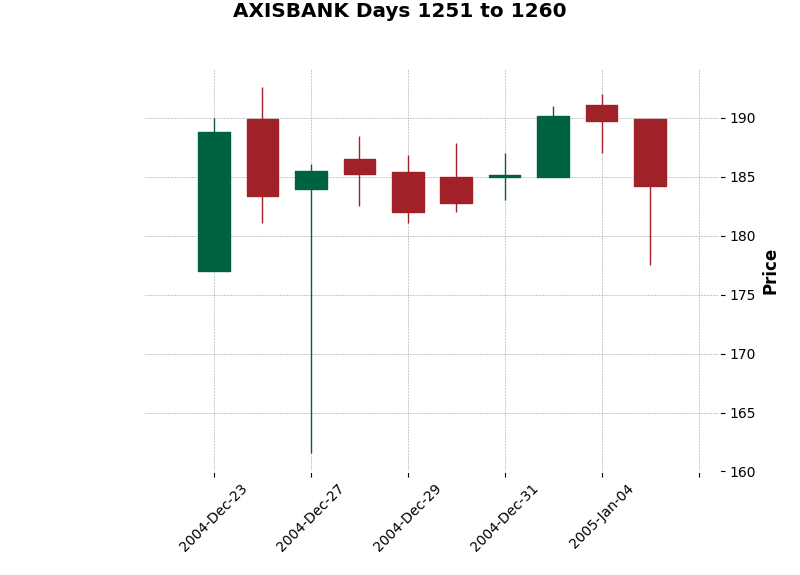 AXISBANK Days 1251 to 1260
190
185
180
175
170
165
160
Price
2004-Dec-23
2004-Dec-27
2004-Dec-29
2004-Dec-31
2005-Jan-04